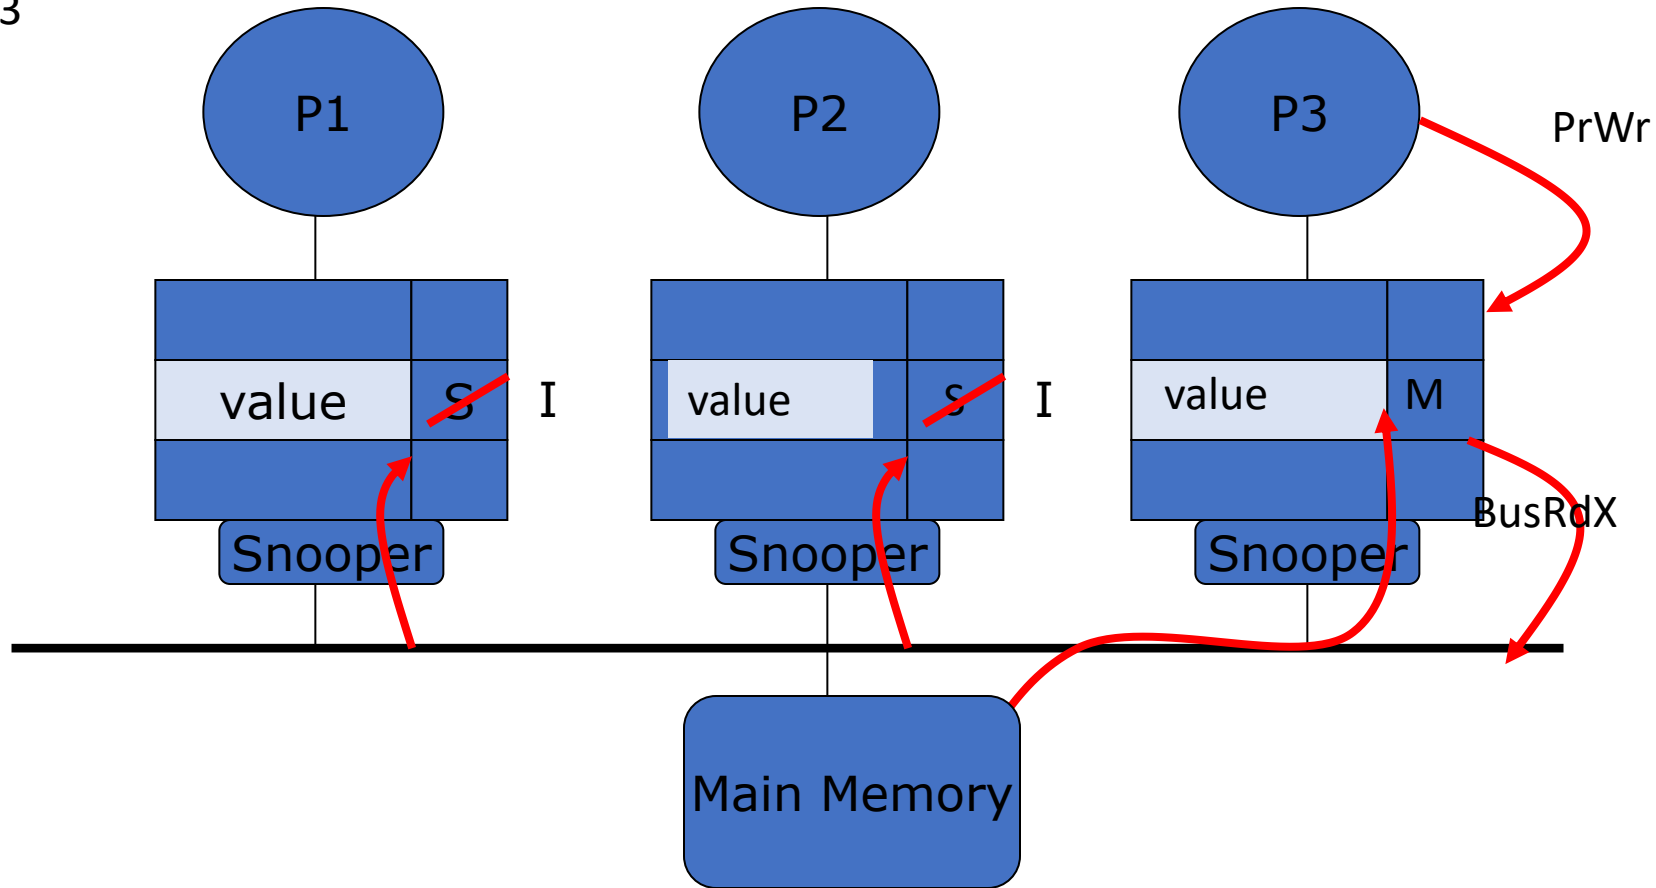 3
P1
P2
P3
PrWr
value
S
I
value
S
I
value
M
BusRdX
Snooper
Snooper
Snooper
Main Memory